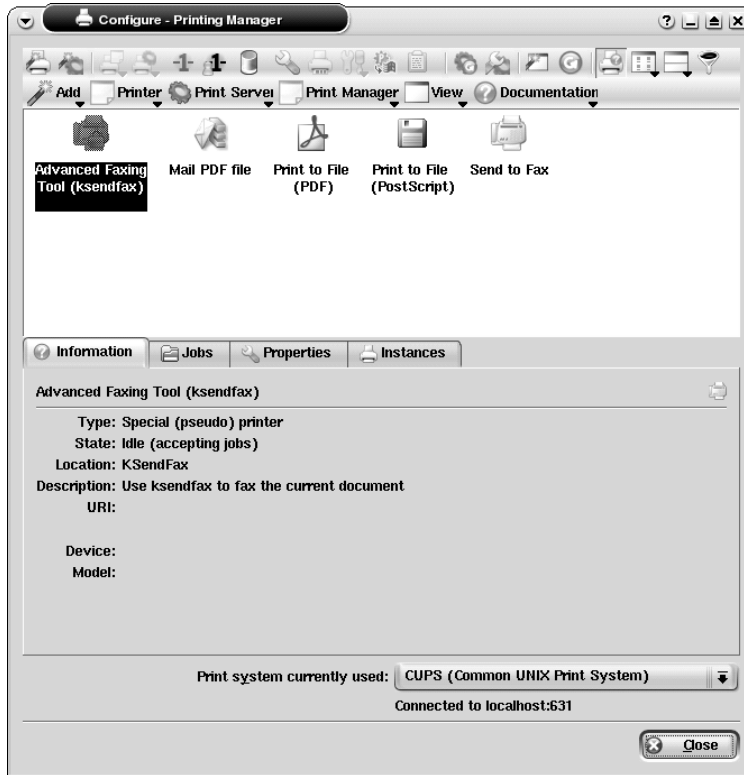 Configure - Printing Manager
-1- -1-
Add Printer Print Server Print Manager View Documentation
Advanced Faxing Tool (ksendfax)
Mail PDF file
Print to File (PDF)
Print to File (PostScript)
Send to Fax
Information Jobs Properties Instances
Advanced Faxing Tool (ksendfax)
Type: Special (pseudo) printer
State: Idle (accepting jobs)
Location: KSendFax
Description: Use ksendfax to fax the current document
URI:
Device:
Model:
Print system currently used: CUPS (Common UNIX Print System)
Connected to localhost:631
Close